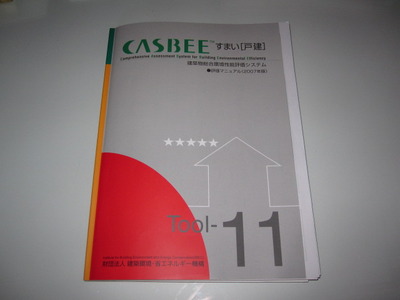 CASBEE™ すまい[戸建]
Comprehensive Assessment System for Building Environmental Efficiency
建築物総合環境性能評価システム
●評価マニュアル(2007年版)
★★★★★
Tool-11
財団法人 建築環境・省エネルギー機構